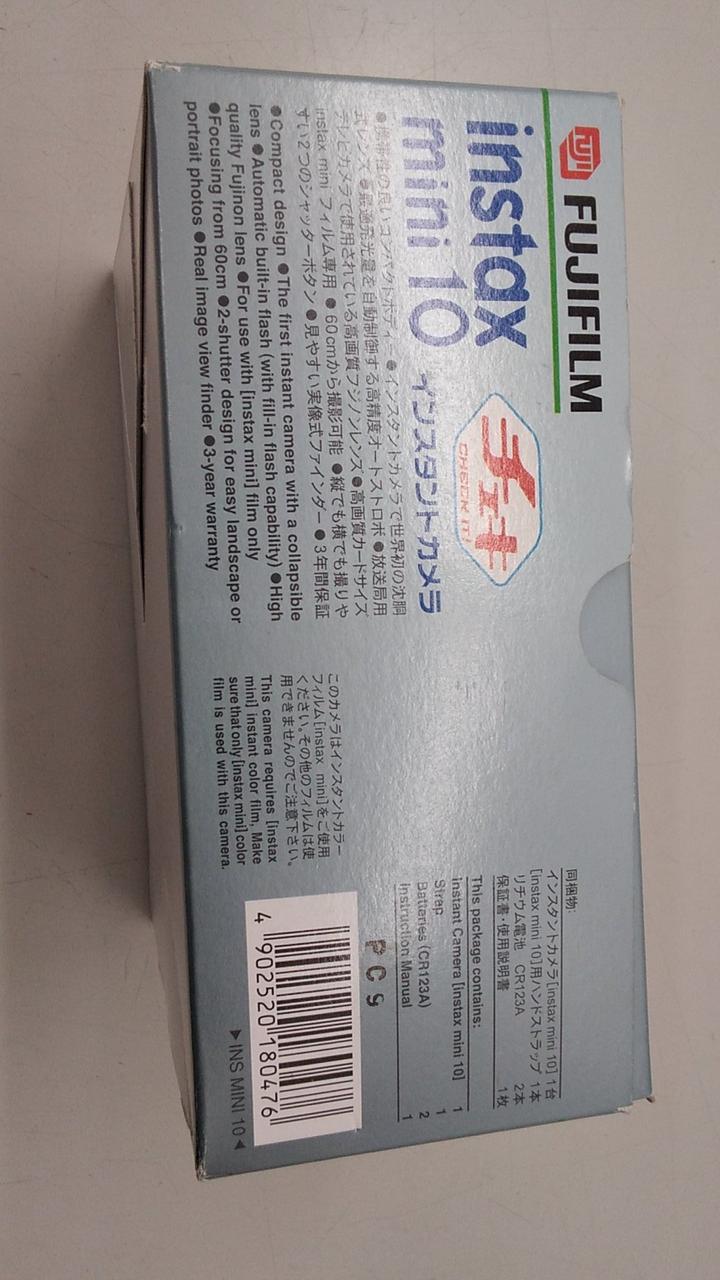 FUJI
FUJIFILM
instax
mini 10
チェキ
CHECK IT!
インスタントカメラ
●携帯性の良いコンパクトボディー●インスタントカメラで世界初の沈胴
式レンズ●最適発光量を自動制御する高精度オートストロボ●放送局用
テレビカメラで使用されている高画質フジノンレンズ●高画質カードサイズ
instax mini フィルム専用●60cmから撮影可能●縦でも横でも撮りや
すい2つのシャッターボタン●見やすい実像式ファインダー●3年間保証
●Compact design ●The first instant camera with a collapsible
lens ●Automatic built-in flash (with fill-in flash capability) ●High
quality Fujinon lens ●For use with [instax mini] film only
●Focusing from 60cm ●2-shutter design for easy landscape or
portrait photos ●Real image view finder ●3-year warranty
このカメラはインスタントカラー
フィルム[instax mini]をご使用
ください。その他のフィルムは使
用できませんのでご注意下さい。
This camera requires [instax
mini] instant color film, Make
sure that only [instax mini] color
film is used with this camera.
同梱物:
インスタントカメラ[instax mini 10] 1台
[instax mini 10]用ハンドストラップ 1本
リチウム電池 CR123A 2本
保証書・使用説明書 1枚
This package contains:
Instant Camera [instax mini 10] 1
Strap 1
Batteries (CR123A) 2
Instruction Manual 1
PC9
4 902520 180476
▶INS MINI 10◀